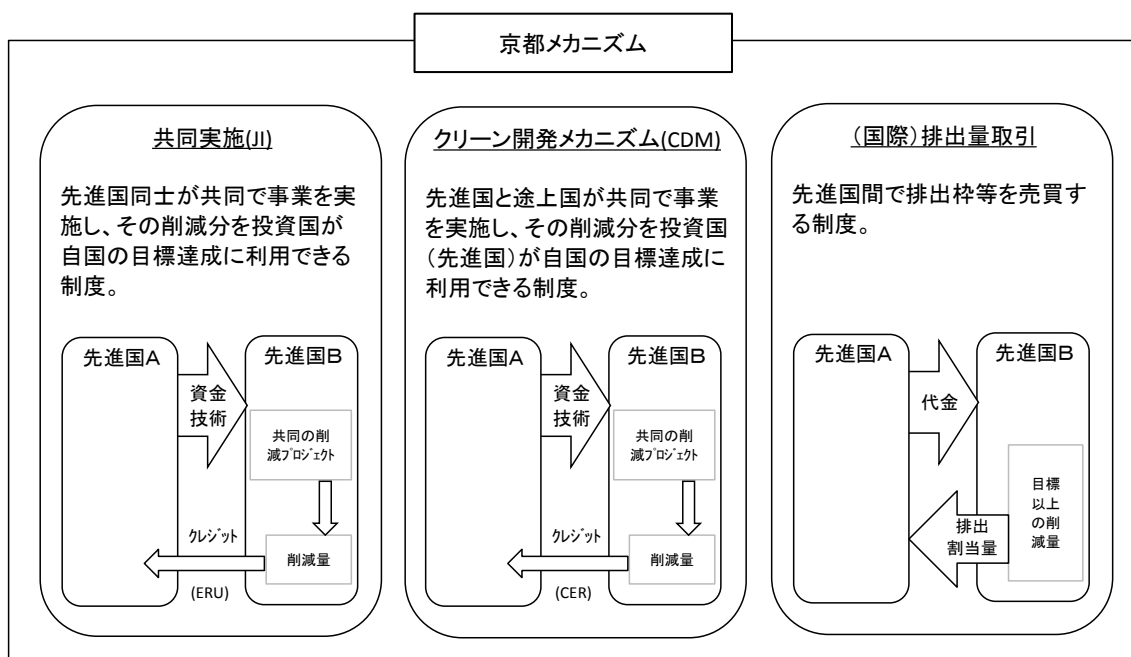 京都メカニズム
共同実施(JI)
先進国同士が共同で事業を実
施し、その削減分を投資国が
自国の目標達成に利用できる
制度。
先進国A
資金
技術
先進国B
共同の削
減プロジェクト
クレジット
(ERU)
削減量
クリーン開発メカニズム(CDM)
先進国と途上国が共同で事業
を実施し、その削減分を投資国
(先進国)が自国の目標達成に
利用できる制度。
先進国A
資金
技術
先進国B
共同の削
減プロジェクト
クレジット
(CER)
削減量
(国際)排出量取引
先進国間で排出枠等を売買す
る制度。
先進国A
代金
先進国B
排出
割当量
目標
以上
の削
減量